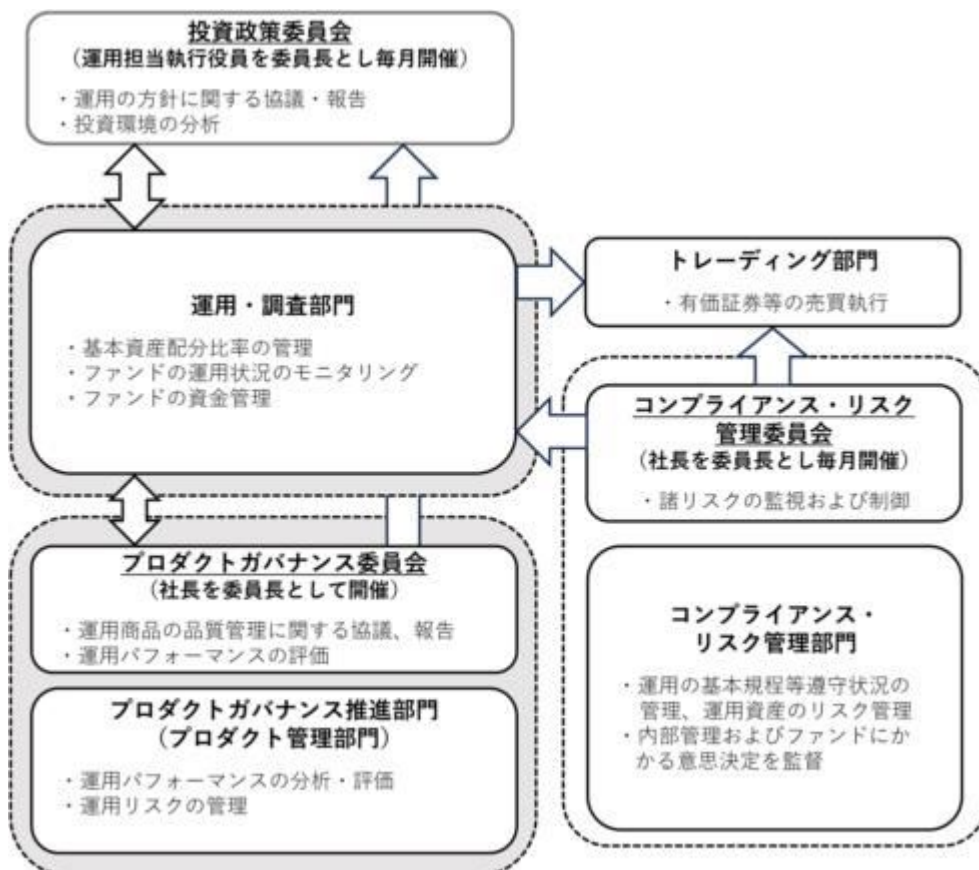 投資政策委員会
(運用担当執行役員を委員長とし毎月開催)
・運用の方針に関する協議・報告
・投資環境の分析
運用・調査部門
・基本資産配分比率の管理
・ファンドの運用状況のモニタリング
・ファンドの資金管理
トレーディング部門
・有価証券等の売買執行
コンプライアンス・リスク
管理委員会
(社長を委員長とし毎月開催)
・諸リスクの監視および制御
プロダクトガバナンス委員会
(社長を委員長として開催)
・運用商品の品質管理に関する協議、報告
・運用パフォーマンスの評価
プロダクトガバナンス推進部門
(プロダクト管理部門)
・運用パフォーマンスの分析・評価
・運用リスクの管理
コンプライアンス・
リスク管理部門
・運用の基本規程等遵守状況の
管理、運用資産のリスク管理
・内部管理およびファンドにか
かる意思決定を監督